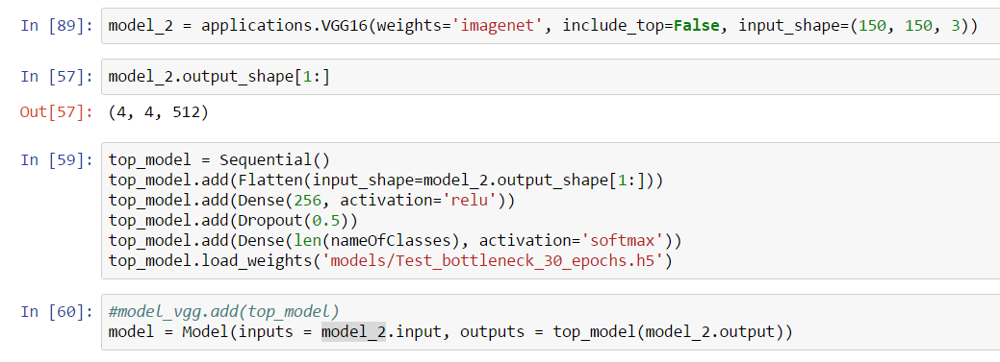 In [89]: model_2 = applications.VGG16(weights='imagenet', include_top=False, input_shape=(150, 150, 3))
In [57]: model_2.output_shape[1:]
Out[57]: (4, 4, 512)
In [59]: top_model = Sequential()
top_model.add(Flatten(input_shape=model_2.output_shape[1:]))
top_model.add(Dense(256, activation='relu'))
top_model.add(Dropout(0.5))
top_model.add(Dense(len(nameOfClasses), activation='softmax'))
top_model.load_weights('models/Test_bottleneck_30_epochs.h5')
In [60]: #model_vgg.add(top_model)
model = Model(inputs = model_2.input, outputs = top_model(model_2.output))